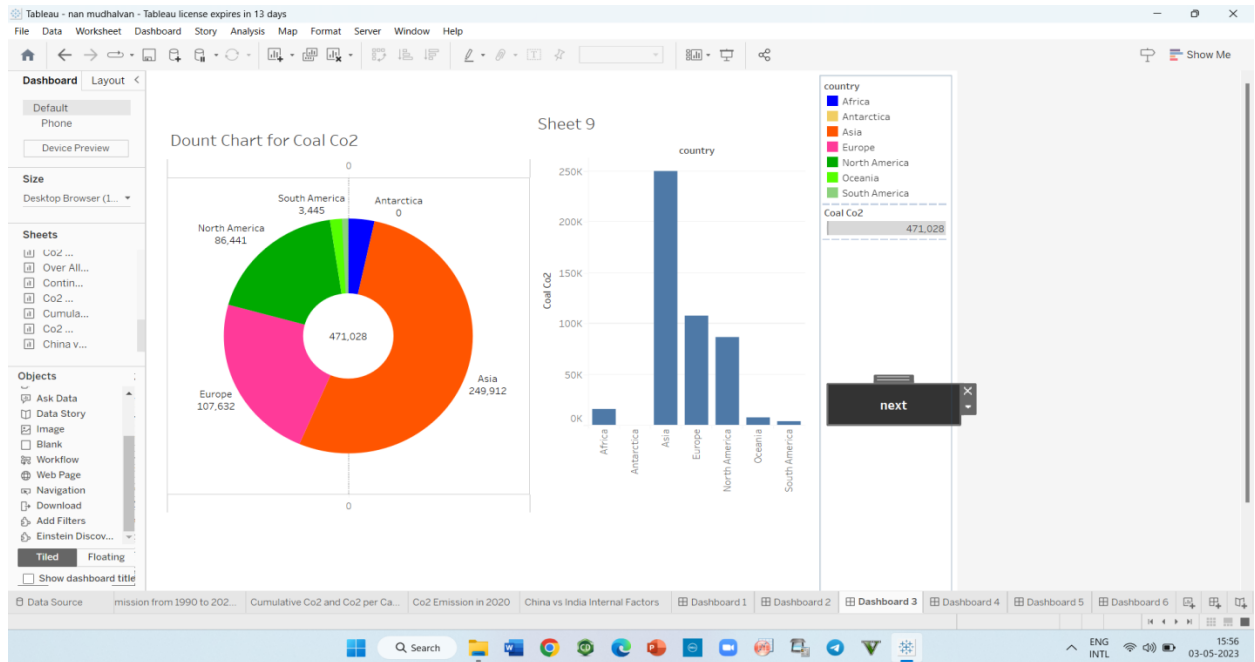 Tableau - nan mudhalvan - Tableau license expires in 13 days
File Data Worksheet Dashboard Story Analysis Map Format Server Window Help
Show Me
Dashboard Layout
Default
Phone
Device Preview
Size
Desktop Browser (1...
Sheets
Co2 ...
Over All...
Contin...
Co2 ...
Cumula...
Co2 ...
China v...
Objects
Ask Data
Data Story
Image
Blank
Workflow
Web Page
Navigation
Download
Add Filters
Einstein Discov...
Tiled Floating
Show dashboard title
Dount Chart for Coal Co2
0
South America
3,445
Antarctica
0
North America
86,441
471,028
Asia
249,912
Europe
107,632
0
Sheet 9
country
250K
200K
150K
100K
50K
0K
Coal Co2
Africa
Antarctica
Asia
Europe
North America
Oceania
South America
country
Africa
Antarctica
Asia
Europe
North America
Oceania
South America
Coal Co2
471,028
next
Data Source mission from 1990 to 202... Cumulative Co2 and Co2 per Ca... Co2 Emission in 2020 China vs India Internal Factors Dashboard 1 Dashboard 2 Dashboard 3 Dashboard 4 Dashboard 5 Dashboard 6
Search
ENG
INTL
15:56
03-05-2023